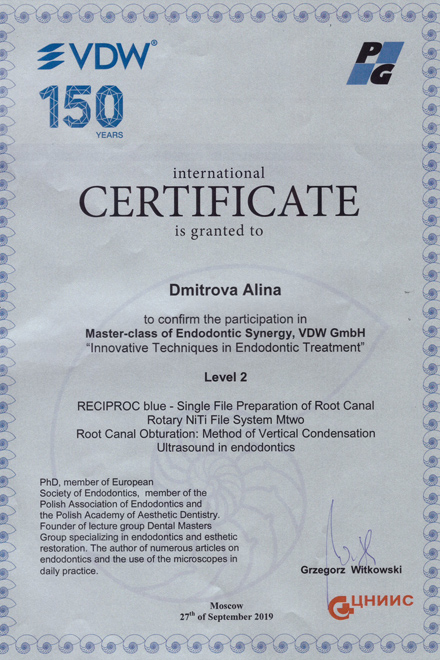 VDW®
150
YEARS
PG
international
CERTIFICATE
is granted to
Dmitrova Alina
to confirm the participation in
Master-class of Endodontic Synergy, VDW GmbH
“Innovative Techniques in Endodontic Treatment”
Level 2
RECIPROC blue - Single File Preparation of Root Canal
Rotary NiTi File System Mtwo
Root Canal Obturation: Method of Vertical Condensation
Ultrasound in endodontics
PhD, member of European
Society of Endodontics, member of the
Polish Association of Endodontics and
the Polish Academy of Aesthetic Dentistry.
Founder of lecture group Dental Masters
Group specializing in endodontics and esthetic
restoration. The author of numerous articles on
endodontics and the use of the microscopes in
daily practice.
Grzegorz Witkowski
ЦНИИС
Moscow
27th of September 2019